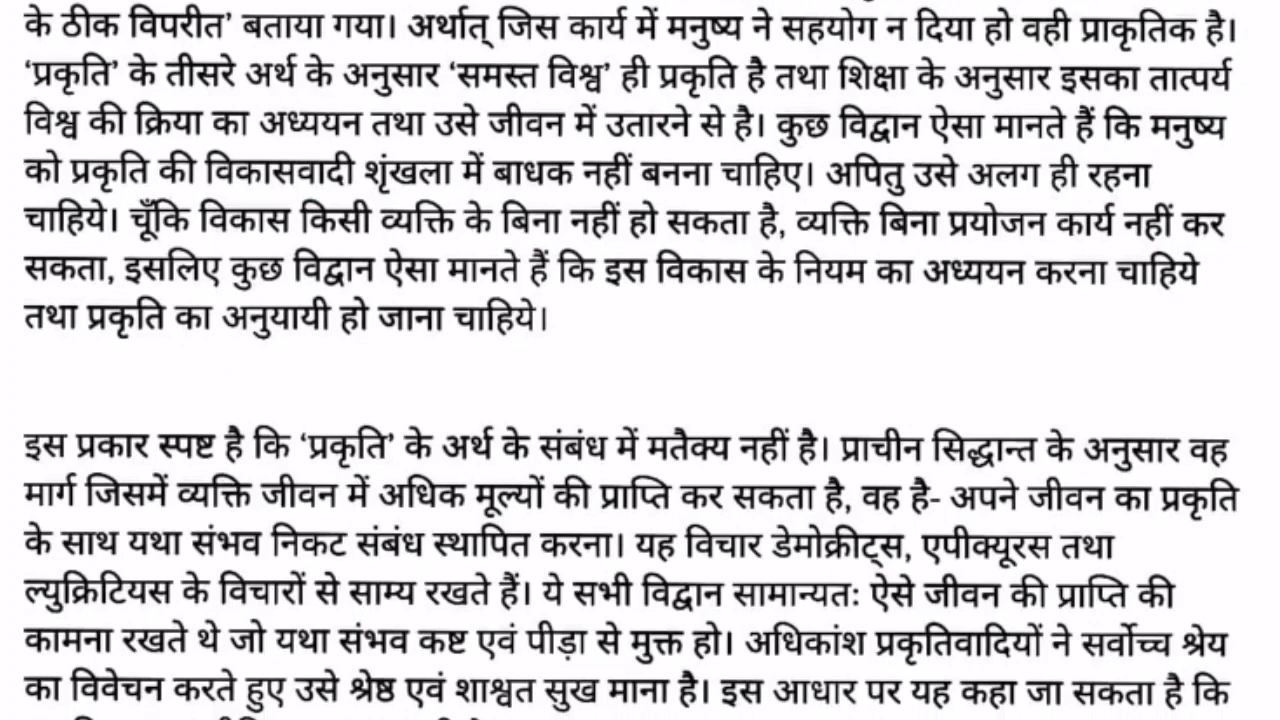 के ठीक विपरीत’ बताया गया। अर्थात् जिस कार्य में मनुष्य ने सहयोग न दिया हो वही प्राकृतिक है।
‘प्रकृति’ के तीसरे अर्थ के अनुसार ‘समस्त विश्व’ ही प्रकृति है तथा शिक्षा के अनुसार इसका तात्पर्य
विश्व की क्रिया का अध्ययन तथा उसे जीवन में उतारने से है। कुछ विद्वान ऐसा मानते हैं कि मनुष्य
को प्रकृति की विकासवादी शृंखला में बाधक नहीं बनना चाहिए। अपितु उसे अलग ही रहना
चाहिये। चूँकि विकास किसी व्यक्ति के बिना नहीं हो सकता है, व्यक्ति बिना प्रयोजन कार्य नहीं कर
सकता, इसलिए कुछ विद्वान ऐसा मानते हैं कि इस विकास के नियम का अध्ययन करना चाहिये
तथा प्रकृति का अनुयायी हो जाना चाहिये।
इस प्रकार स्पष्ट है कि ‘प्रकृति’ के अर्थ के संबंध में मतैक्य नहीं है। प्राचीन सिद्धान्त के अनुसार वह
मार्ग जिसमें व्यक्ति जीवन में अधिक मूल्यों की प्राप्ति कर सकता है, वह है- अपने जीवन का प्रकृति
के साथ यथा संभव निकट संबंध स्थापित करना। यह विचार डेमोक्रीट्स, एपीक्यूरस तथा
ल्युक्रिटियस के विचारों से साम्य रखते हैं। ये सभी विद्वान सामान्यतः ऐसे जीवन की प्राप्ति की
कामना रखते थे जो यथा संभव कष्ट एवं पीड़ा से मुक्त हो। अधिकांश प्रकृतिवादियों ने सर्वोच्च श्रेय
का विवेचन करते हुए उसे श्रेष्ठ एवं शाश्वत सुख माना है। इस आधार पर यह कहा जा सकता है कि